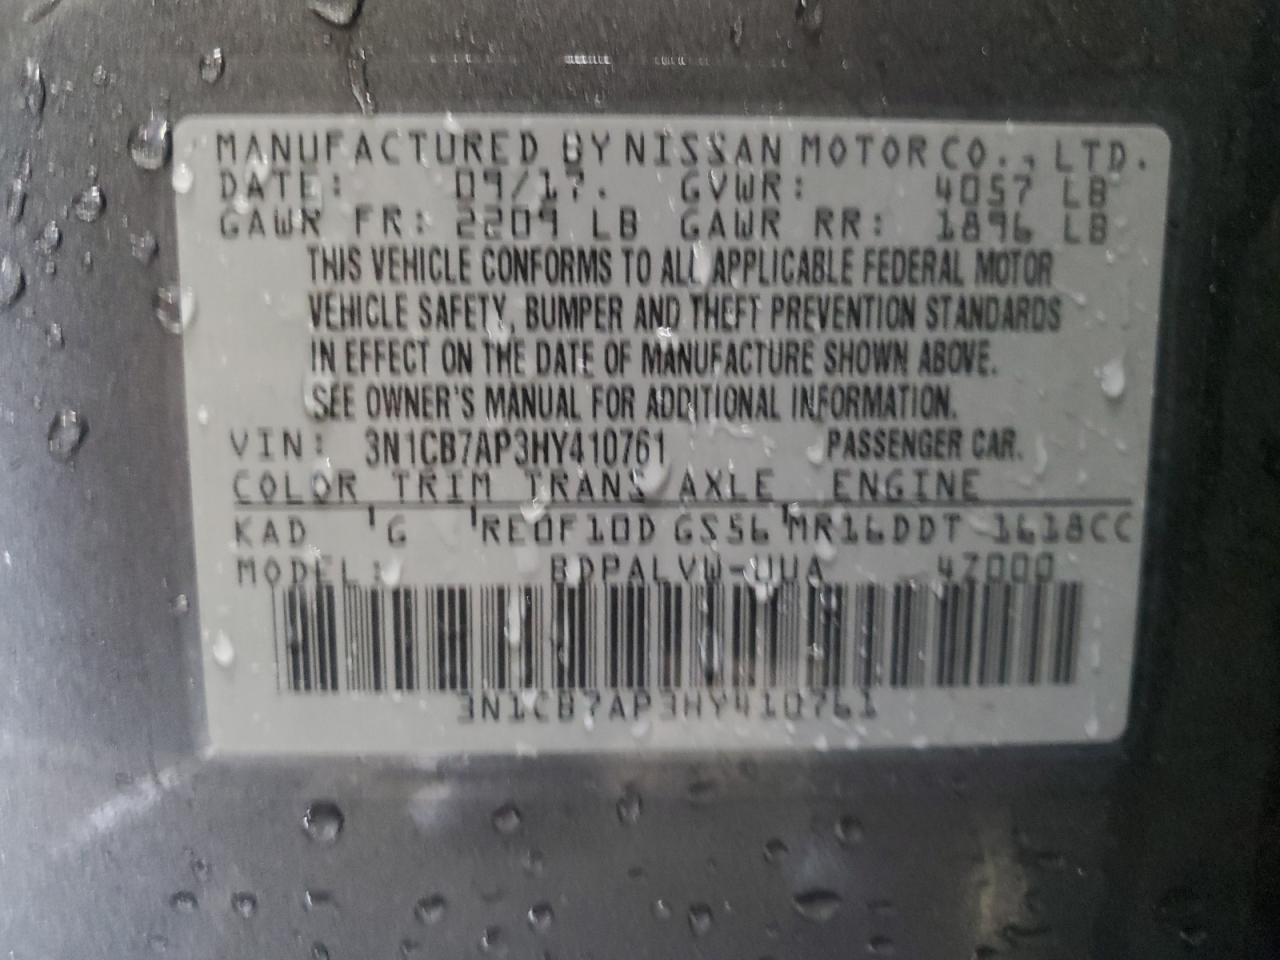 MANUFACTURED BY NISSAN MOTOR CO., LTD.
DATE: 09/17. GVWR: 4057 LB
GAWR FR: 2209 LB GAWR RR: 1896 LB
THIS VEHICLE CONFORMS TO ALL APPLICABLE FEDERAL MOTOR
VEHICLE SAFETY, BUMPER AND THEFT PREVENTION STANDARDS
IN EFFECT ON THE DATE OF MANUFACTURE SHOWN ABOVE.
SEE OWNER'S MANUAL FOR ADDITIONAL INFORMATION.
VIN: 3N1CB7AP3HY410761 PASSENGER CAR.
COLOR TRIM TRANS AXLE ENGINE
KAD G RE0F10D GS56 MR16DDT 1618CC
MODEL: BDPALVW-UUA 4Z000
3N1CB7AP3HY410761